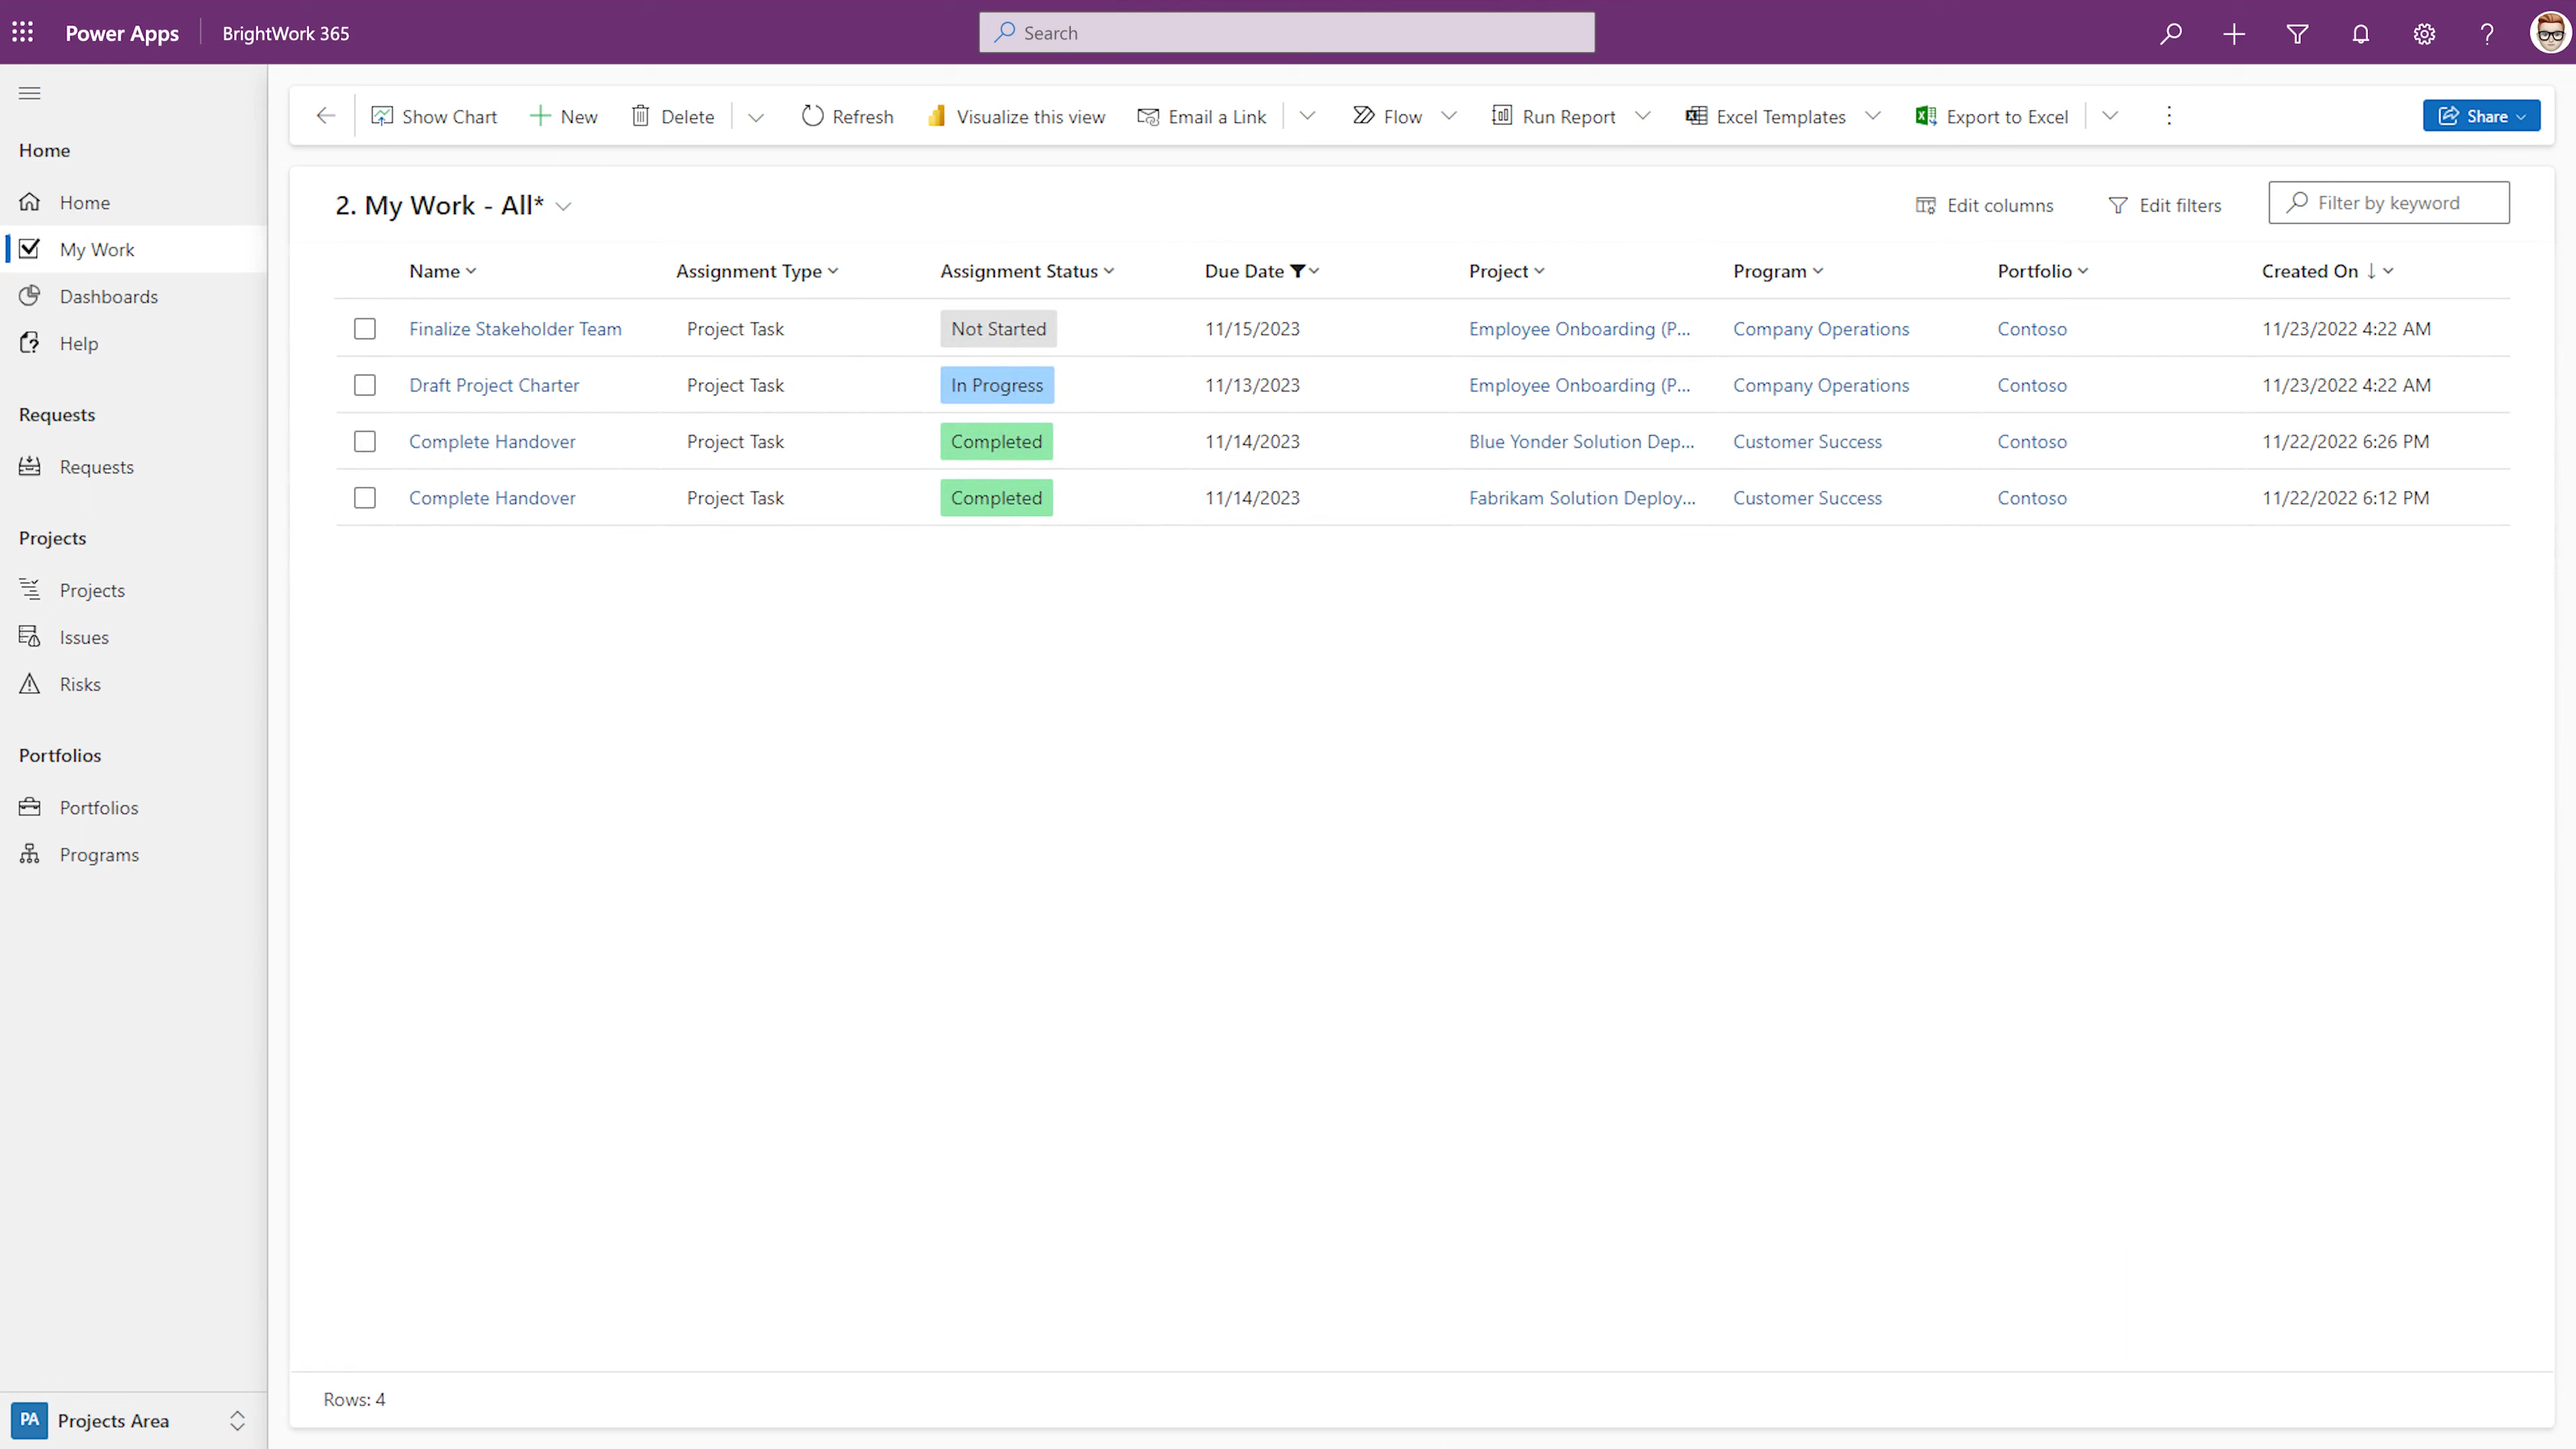 Power Apps BrightWork 365 Search
Show Chart New Delete Refresh Visualize this view Email a Link Flow Run Report Excel Templates Export to Excel Share
Home
Home
My Work
Dashboards
Help
Requests
Requests
Projects
Projects
Issues
Risks
Portfolios
Portfolios
Programs
PA Projects Area
2. My Work - All* Edit columns Edit filters Filter by keyword
Name Assignment Type Assignment Status Due Date Project Program Portfolio Created On
Finalize Stakeholder Team Project Task Not Started 11/15/2023 Employee Onboarding (P... Company Operations Contoso 11/23/2022 4:22 AM
Draft Project Charter Project Task In Progress 11/13/2023 Employee Onboarding (P... Company Operations Contoso 11/23/2022 4:22 AM
Complete Handover Project Task Completed 11/14/2023 Blue Yonder Solution Dep... Customer Success Contoso 11/22/2022 6:26 PM
Complete Handover Project Task Completed 11/14/2023 Fabrikam Solution Deploy... Customer Success Contoso 11/22/2022 6:12 PM
Rows: 4